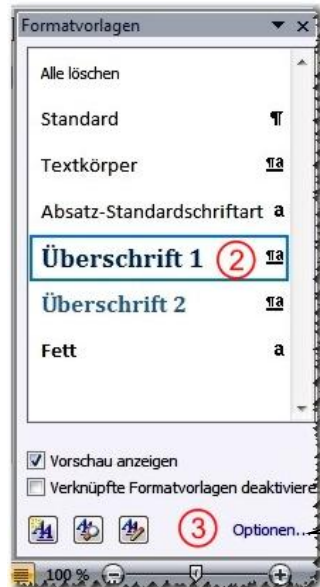 Formatvorlagen
Alle löschen
Standard ¶
Textkörper ¶a
Absatz-Standardschriftart a
Überschrift 1 2 ¶a
Überschrift 2 ¶a
Fett a
Vorschau anzeigen
Verknüpfte Formatvorlagen deaktiviere
3 Optionen...
100 %